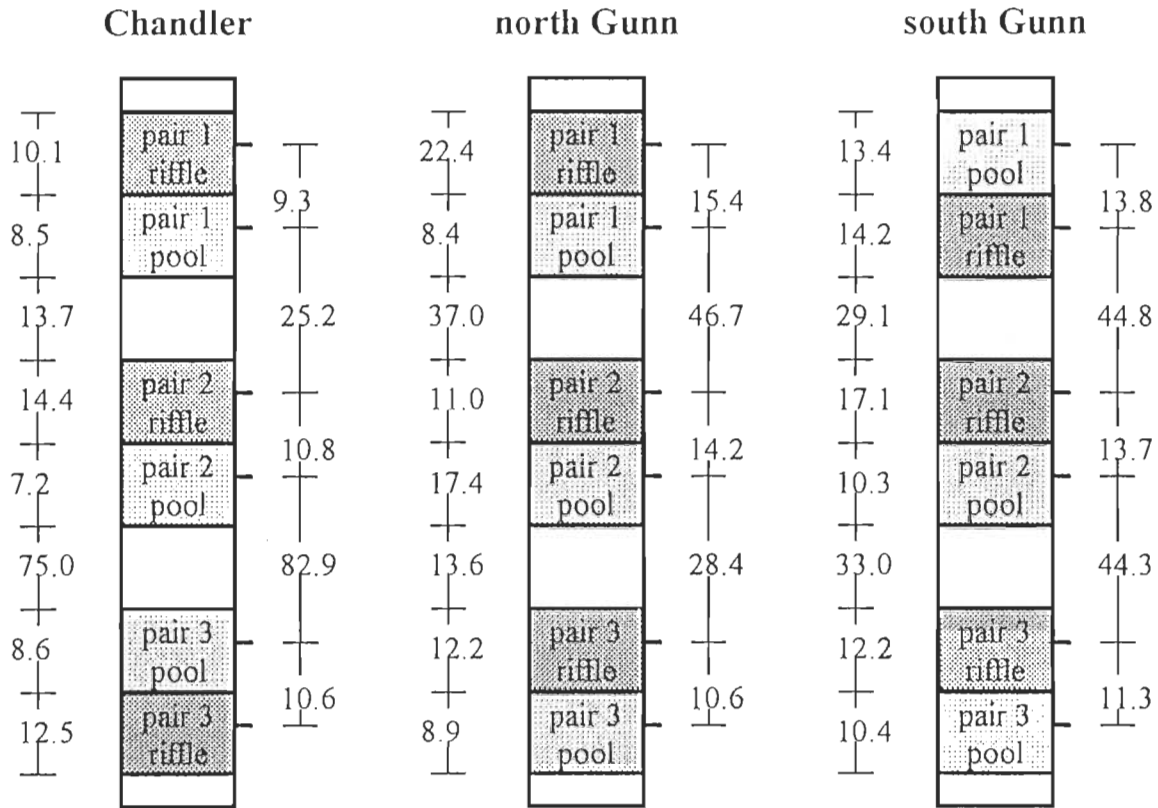 Chandler
10.1
8.5
13.7
14.4
7.2
75.0
8.6
12.5
pair 1
riffle
pair 1
pool
pair 2
riffle
pair 2
pool
pair 3
pool
pair 3
riffle
9.3
25.2
10.8
82.9
10.6
north Gunn
22.4
8.4
37.0
11.0
17.4
13.6
12.2
8.9
pair 1
riffle
pair 1
pool
pair 2
riffle
pair 2
pool
pair 3
riffle
pair 3
pool
15.4
46.7
14.2
28.4
10.6
south Gunn
13.4
14.2
29.1
17.1
10.3
33.0
12.2
10.4
pair 1
pool
pair 1
riffle
pair 2
riffle
pair 2
pool
pair 3
riffle
pair 3
pool
13.8
44.8
13.7
44.3
11.3